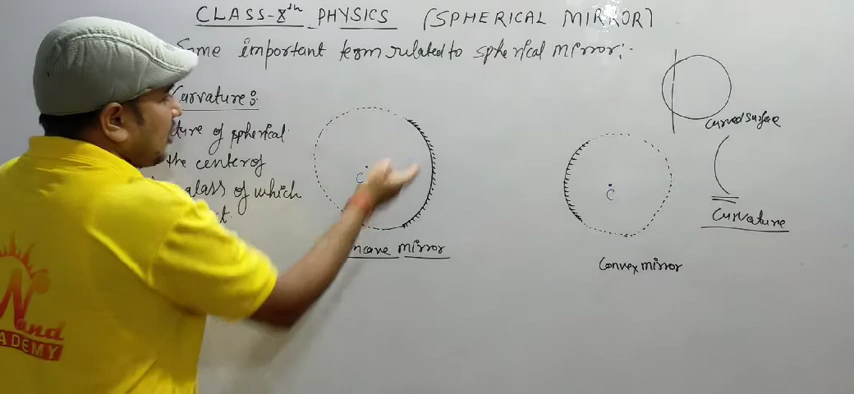 CLASS-8th PHYSICS (SPHERICAL MIRROR)
Some important term related to spherical mirror:-
Curvature :-
of spherical
the center of
glass of which
C
C
Concave mirror
Convex mirror
Curved surface
Curvature
Nand
ACADEMY